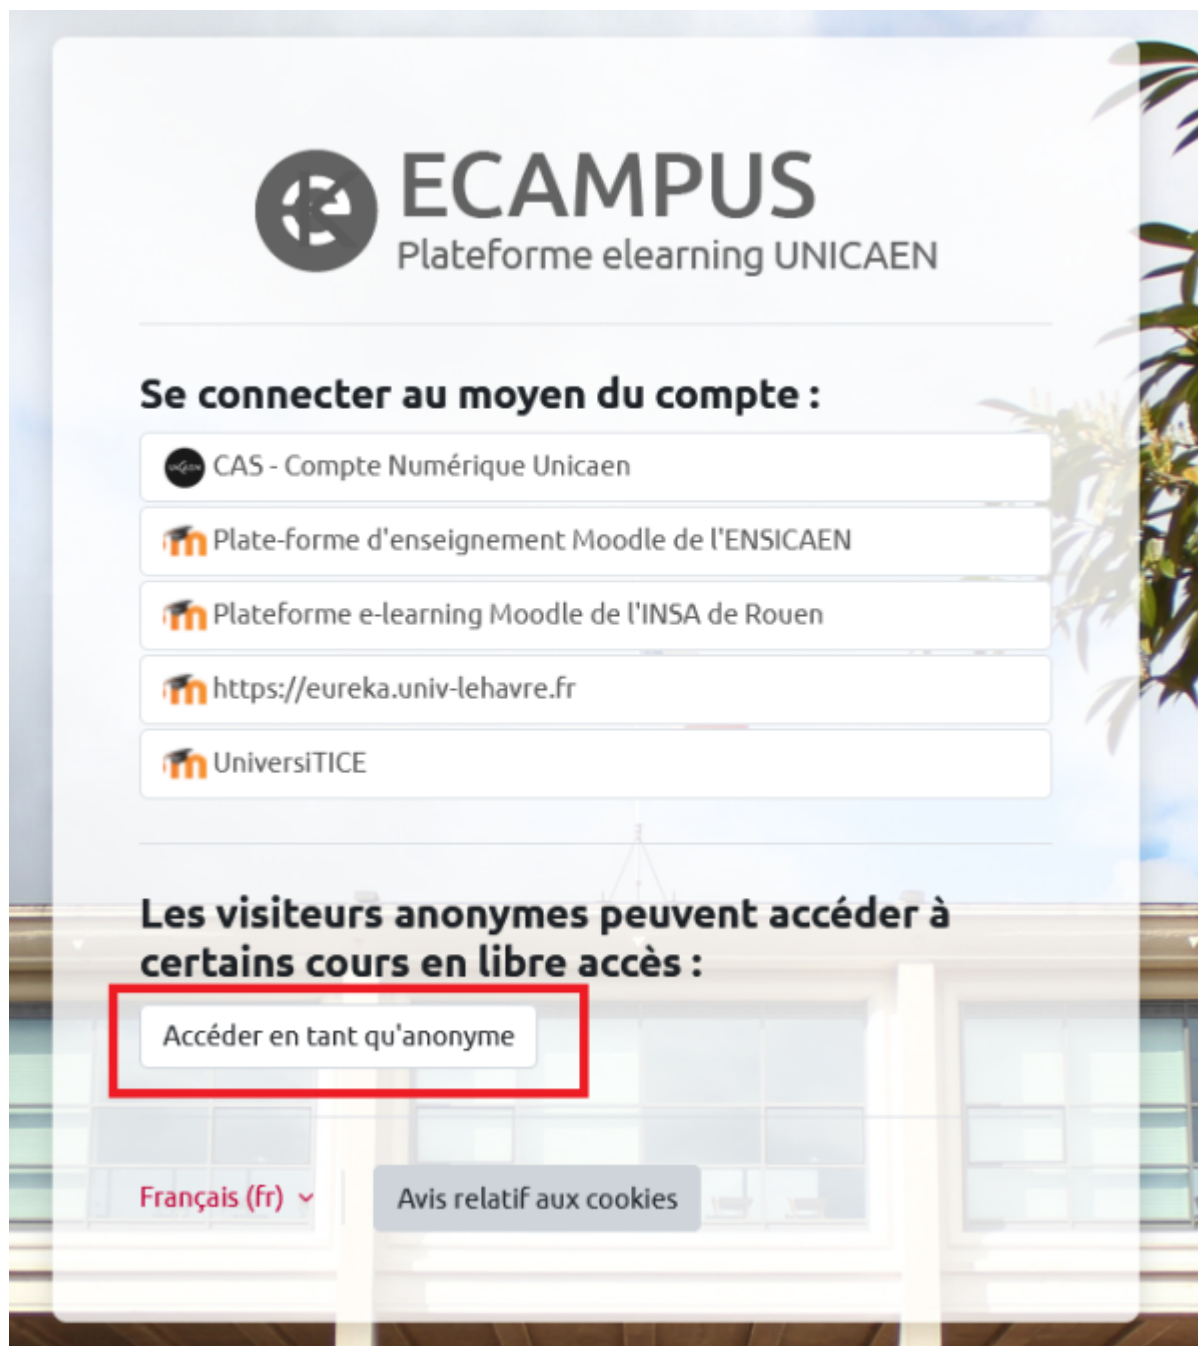 ECAMPUS
Plateforme elearning UNICAEN
Se connecter au moyen du compte :
CAS - Compte Numérique Unicaen
Plate-forme d'enseignement Moodle de l'ENSICAEN
Plateforme e-learning Moodle de l'INSA de Rouen
https://eureka.univ-lehavre.fr
UniversiTICE
Les visiteurs anonymes peuvent accéder à
certains cours en libre accès :
Accéder en tant qu'anonyme
Français (fr)
Avis relatif aux cookies